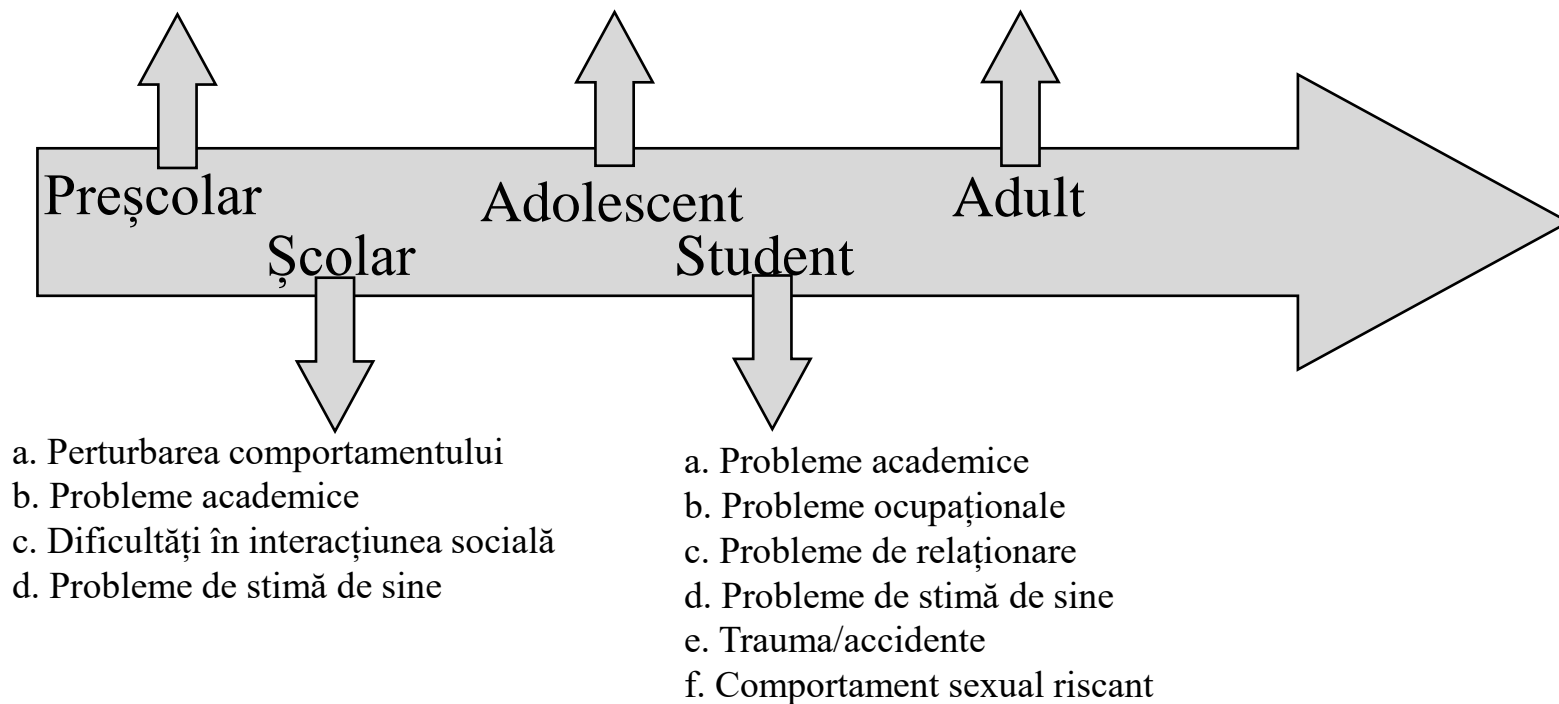 Preșcolar
Școlar
Adolescent
Student
Adult
a. Perturbarea comportamentului
b. Probleme academice
c. Dificultăți în interacțiunea socială
d. Probleme de stimă de sine
a. Probleme academice
b. Probleme ocupaționale
c. Probleme de relaționare
d. Probleme de stimă de sine
e. Trauma/accidente
f. Comportament sexual riscant